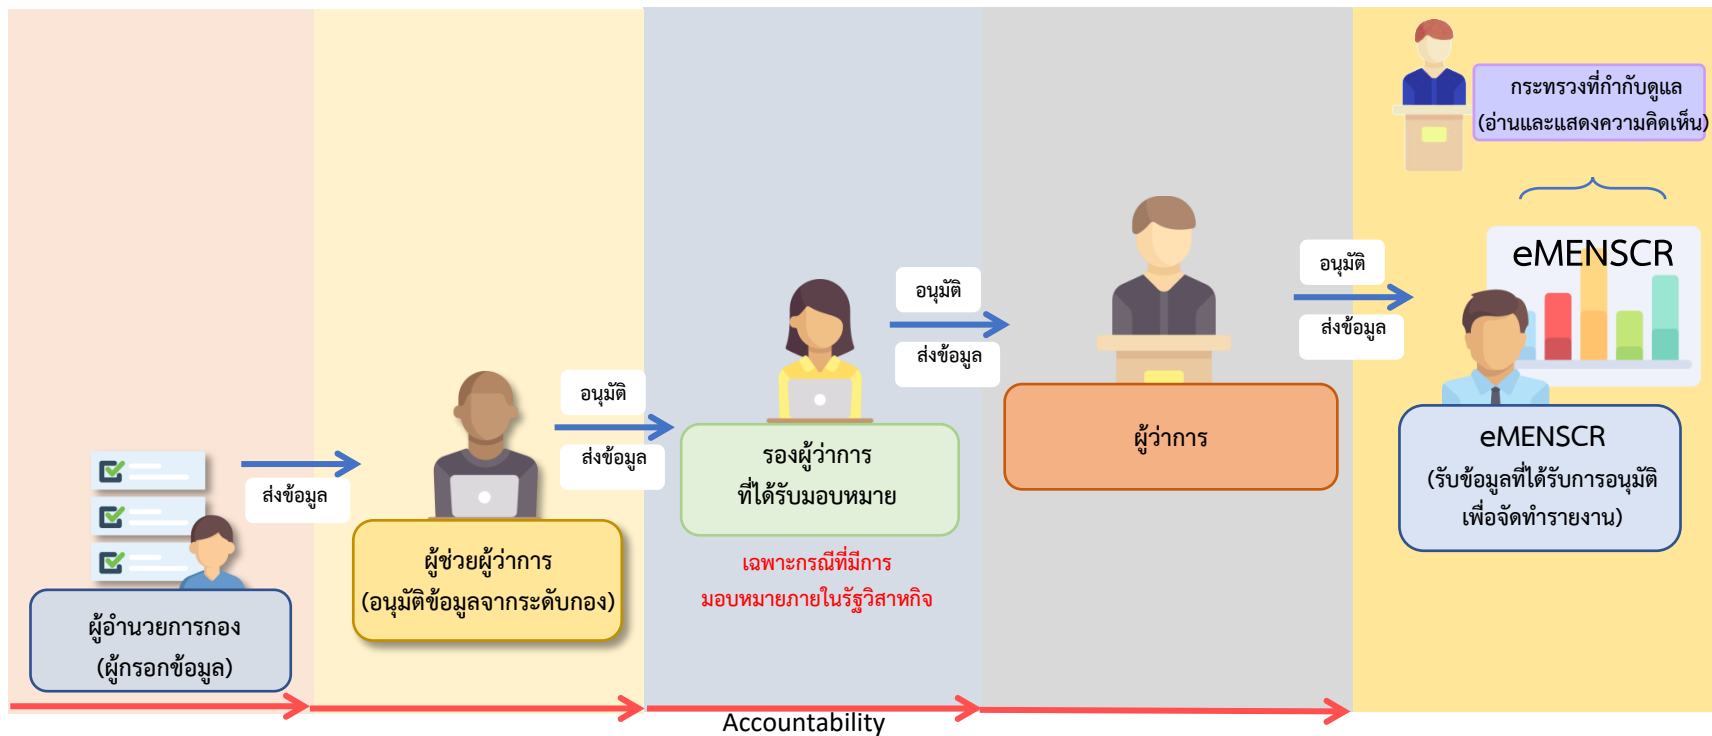 กระทรวงที่กำกับดูแล
(อ่านและแสดงความคิดเห็น)
eMENSCR
อนุมัติ
ส่งข้อมูล
อนุมัติ
ส่งข้อมูล
อนุมัติ
ส่งข้อมูล
ส่งข้อมูล
ผู้อำนวยการกอง
(ผู้กรอกข้อมูล)
ผู้ช่วยผู้ว่าการ
(อนุมัติข้อมูลจากระดับกอง)
รองผู้ว่าการ
ที่ได้รับมอบหมาย
เฉพาะกรณีที่มีการ
มอบหมายภายในรัฐวิสาหกิจ
ผู้ว่าการ
eMENSCR
(รับข้อมูลที่ได้รับการอนุมัติ
เพื่อจัดทำรายงาน)
Accountability